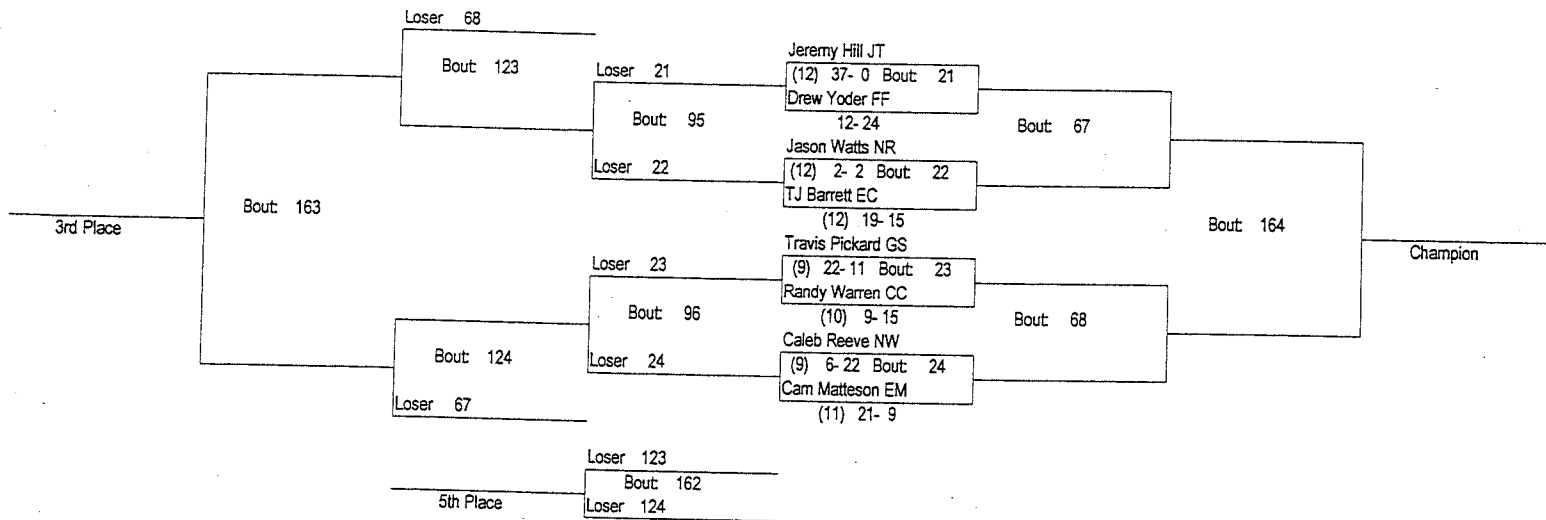 Loser 68
Bout: 123
Loser 21
Bout: 95
Loser 22
Bout: 163
3rd Place
Loser 23
Bout: 96
Loser 24
Bout: 124
Loser 67
Loser 123
Bout: 162
Loser 124
5th Place
Jeremy Hill JT
(12) 37- 0 Bout: 21
Drew Yoder FF
12- 24
Jason Watts NR
(12) 2- 2 Bout: 22
TJ Barrett EC
(12) 19- 15
Travis Pickard GS
(9) 22- 11 Bout: 23
Randy Warren CC
(10) 9- 15
Caleb Reeve NW
(9) 6- 22 Bout: 24
Cam Matteson EM
(11) 21- 9
Bout: 67
Bout: 68
Bout: 164
Champion